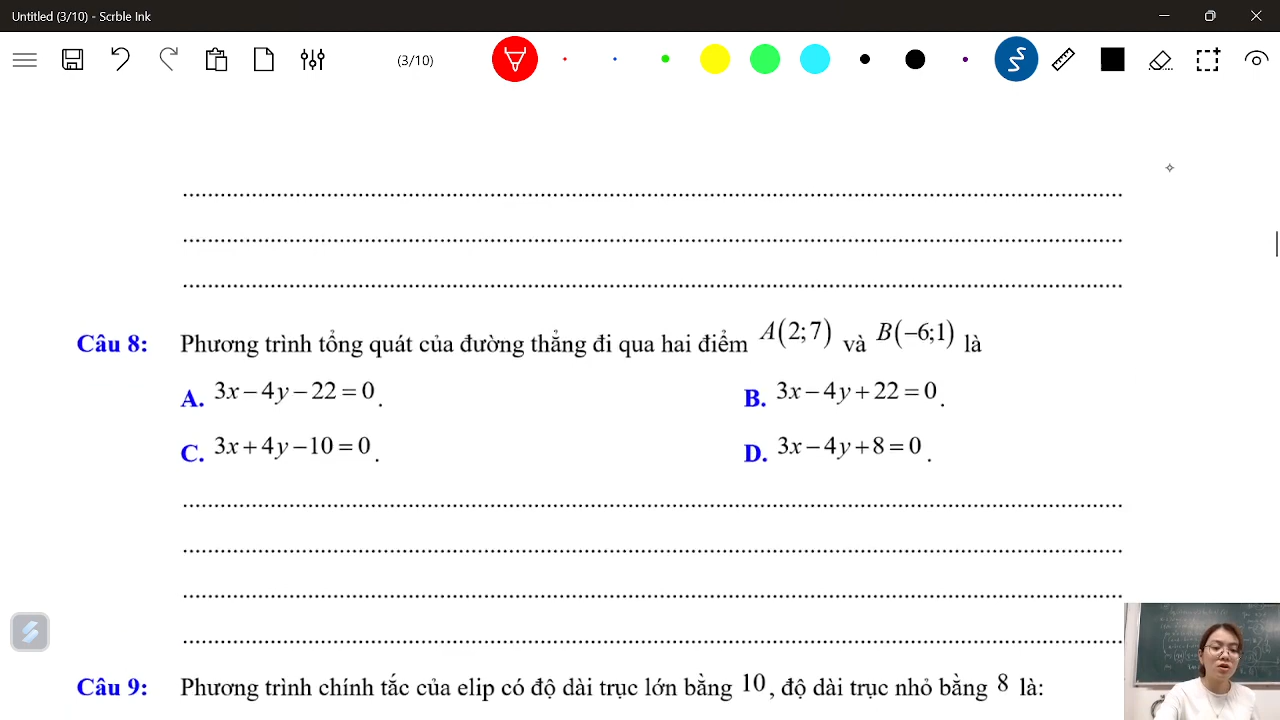 Untitled (3/10) - Scrble Ink
(3/10)
Câu 8: Phương trình tổng quát của đường thẳng đi qua hai điểm A(2;7) và B(−6;1) là
A. 3x−4y−22=0. B. 3x−4y+22=0.
C. 3x+4y−10=0. D. 3x−4y+8=0.
Câu 9: Phương trình chính tắc của elip có độ dài trục lớn bằng 10, độ dài trục nhỏ bằng 8 là: